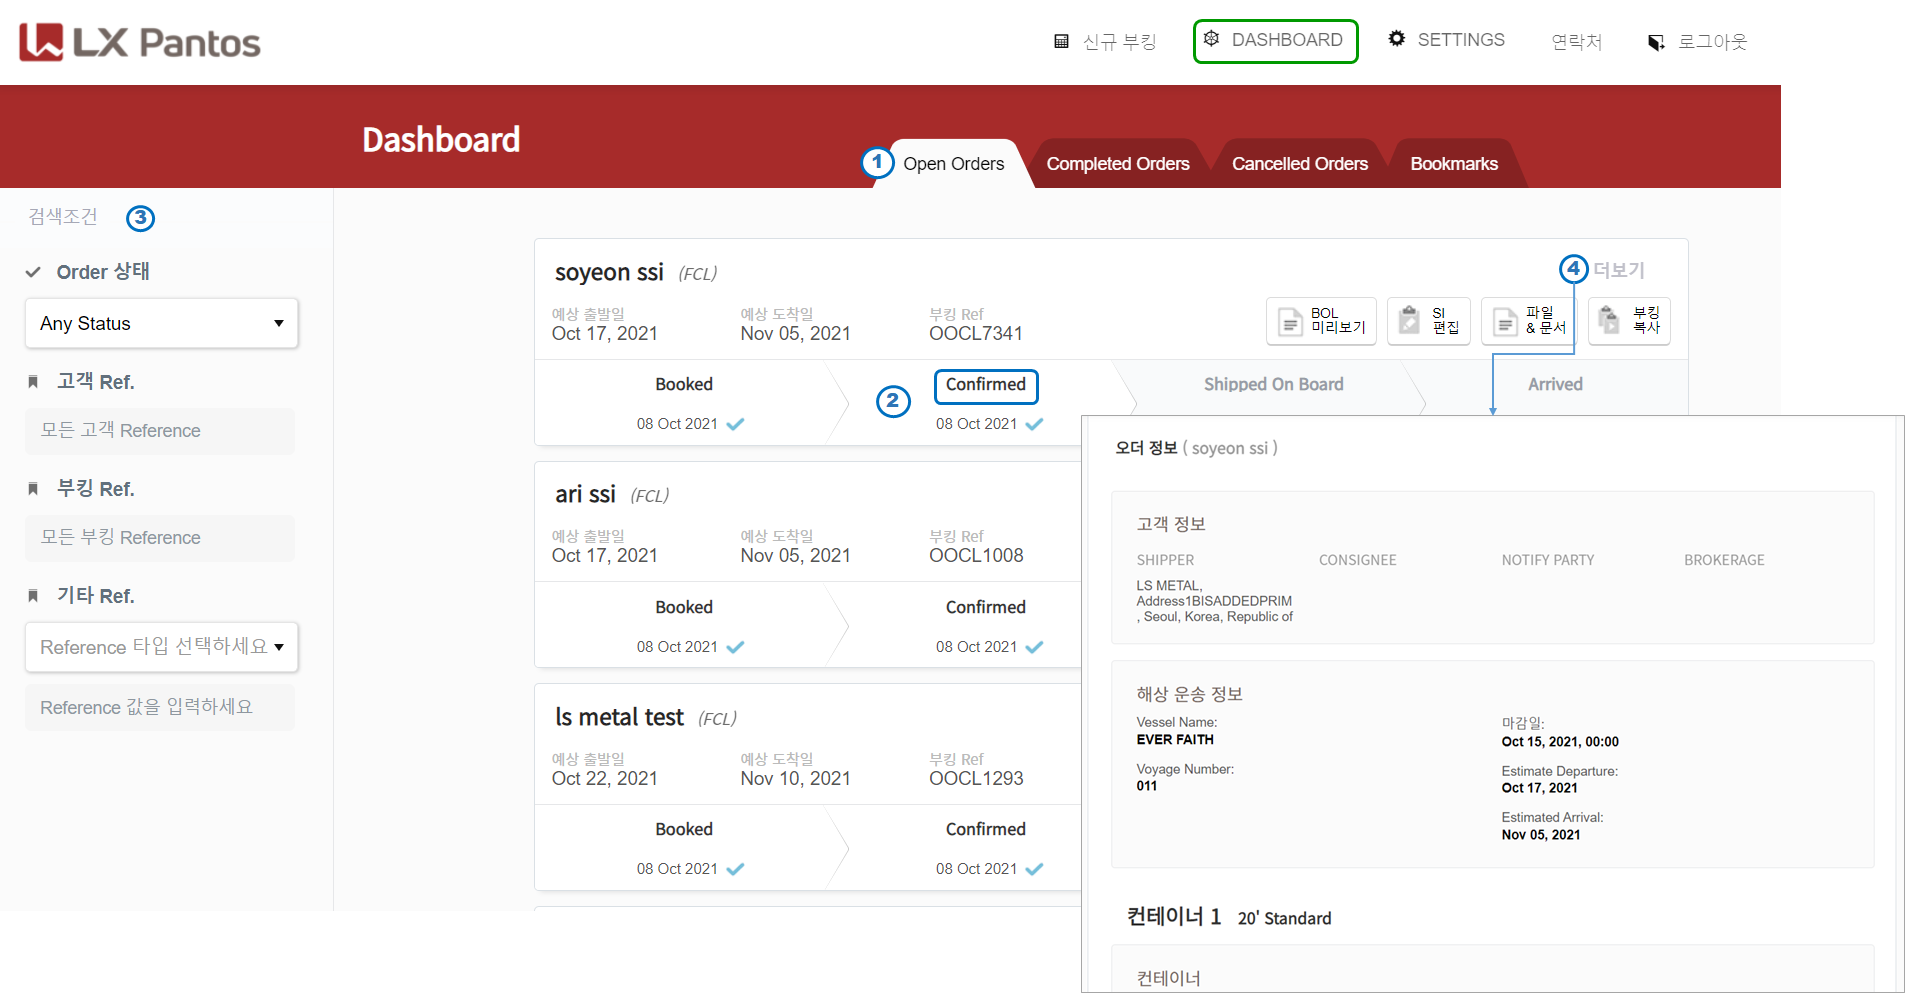 LX Pantos
신규 부킹
DASHBOARD
SETTINGS
연락처
로그아웃
Dashboard
1
Open Orders
Completed Orders
Cancelled Orders
Bookmarks
검색조건
3
Order 상태
Any Status
고객 Ref.
모든 고객 Reference
부킹 Ref.
모든 부킹 Reference
기타 Ref.
Reference 타입 선택하세요
Reference 값을 입력하세요
soyeon ssi (FCL)
4 더보기
예상 출발일
Oct 17, 2021
예상 도착일
Nov 05, 2021
부킹 Ref
OOCL7341
BOL
미리보기
SI
편집
파일
& 문서
부킹
복사
Booked
08 Oct 2021
2
Confirmed
08 Oct 2021
Shipped On Board
Arrived
ari ssi (FCL)
예상 출발일
Oct 17, 2021
예상 도착일
Nov 05, 2021
부킹 Ref
OOCL1008
Booked
08 Oct 2021
Confirmed
08 Oct 2021
ls metal test (FCL)
예상 출발일
Oct 22, 2021
예상 도착일
Nov 10, 2021
부킹 Ref
OOCL1293
Booked
08 Oct 2021
Confirmed
08 Oct 2021
오더 정보 ( soyeon ssi )
고객 정보
SHIPPER
LS METAL,
Address1BISADDEDPRIM
, Seoul, Korea, Republic of
CONSIGNEE
NOTIFY PARTY
BROKERAGE
해상 운송 정보
Vessel Name:
EVER FAITH
Voyage Number:
011
마감일:
Oct 15, 2021, 00:00
Estimate Departure:
Oct 17, 2021
Estimated Arrival:
Nov 05, 2021
컨테이너 1 20' Standard
컨테이너